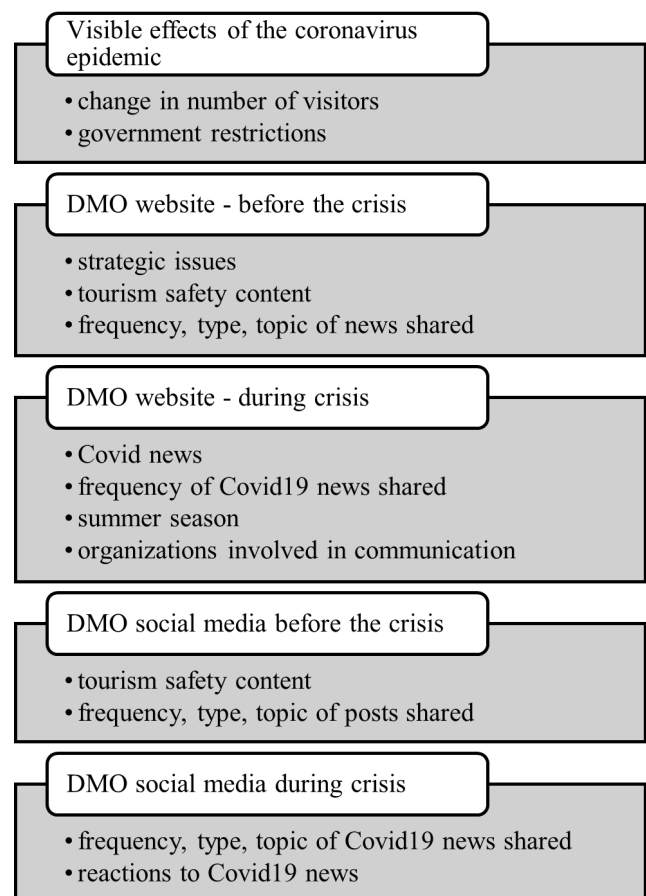 Visible effects of the coronavirus
epidemic
• change in number of visitors
• government restrictions
DMO website - before the crisis
• strategic issues
• tourism safety content
• frequency, type, topic of news shared
DMO website - during crisis
• Covid news
• frequency of Covid19 news shared
• summer season
• organizations involved in communication
DMO social media before the crisis
• tourism safety content
• frequency, type, topic of posts shared
DMO social media during crisis
• frequency, type, topic of Covid19 news shared
• reactions to Covid19 news